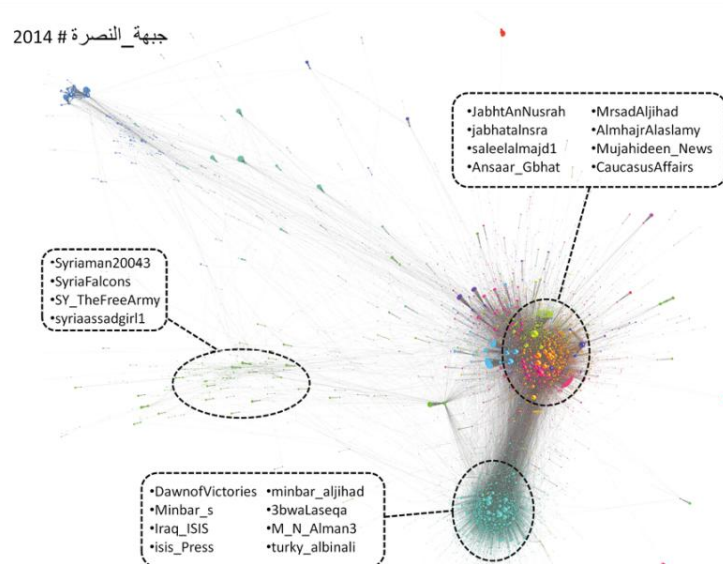 2014 # جبهة_النصرة
•JabhtAnNusrah •MrsadAljihad
•jabhatalnsra •AlmhajrAlaslamy
•saleelalmajd1 •Mujahideen_News
•Ansaar_Gbhat •CaucasusAffairs
•Syriaman20043
•SyriaFalcons
•SY_TheFreeArmy
•syriaassadgirl1
•DawnofVictories •minbar_aljihad
•Minbar_s •3bwaLaseqa
•Iraq_ISIS •M_N_Alman3
•isis_Press •turky_albinali